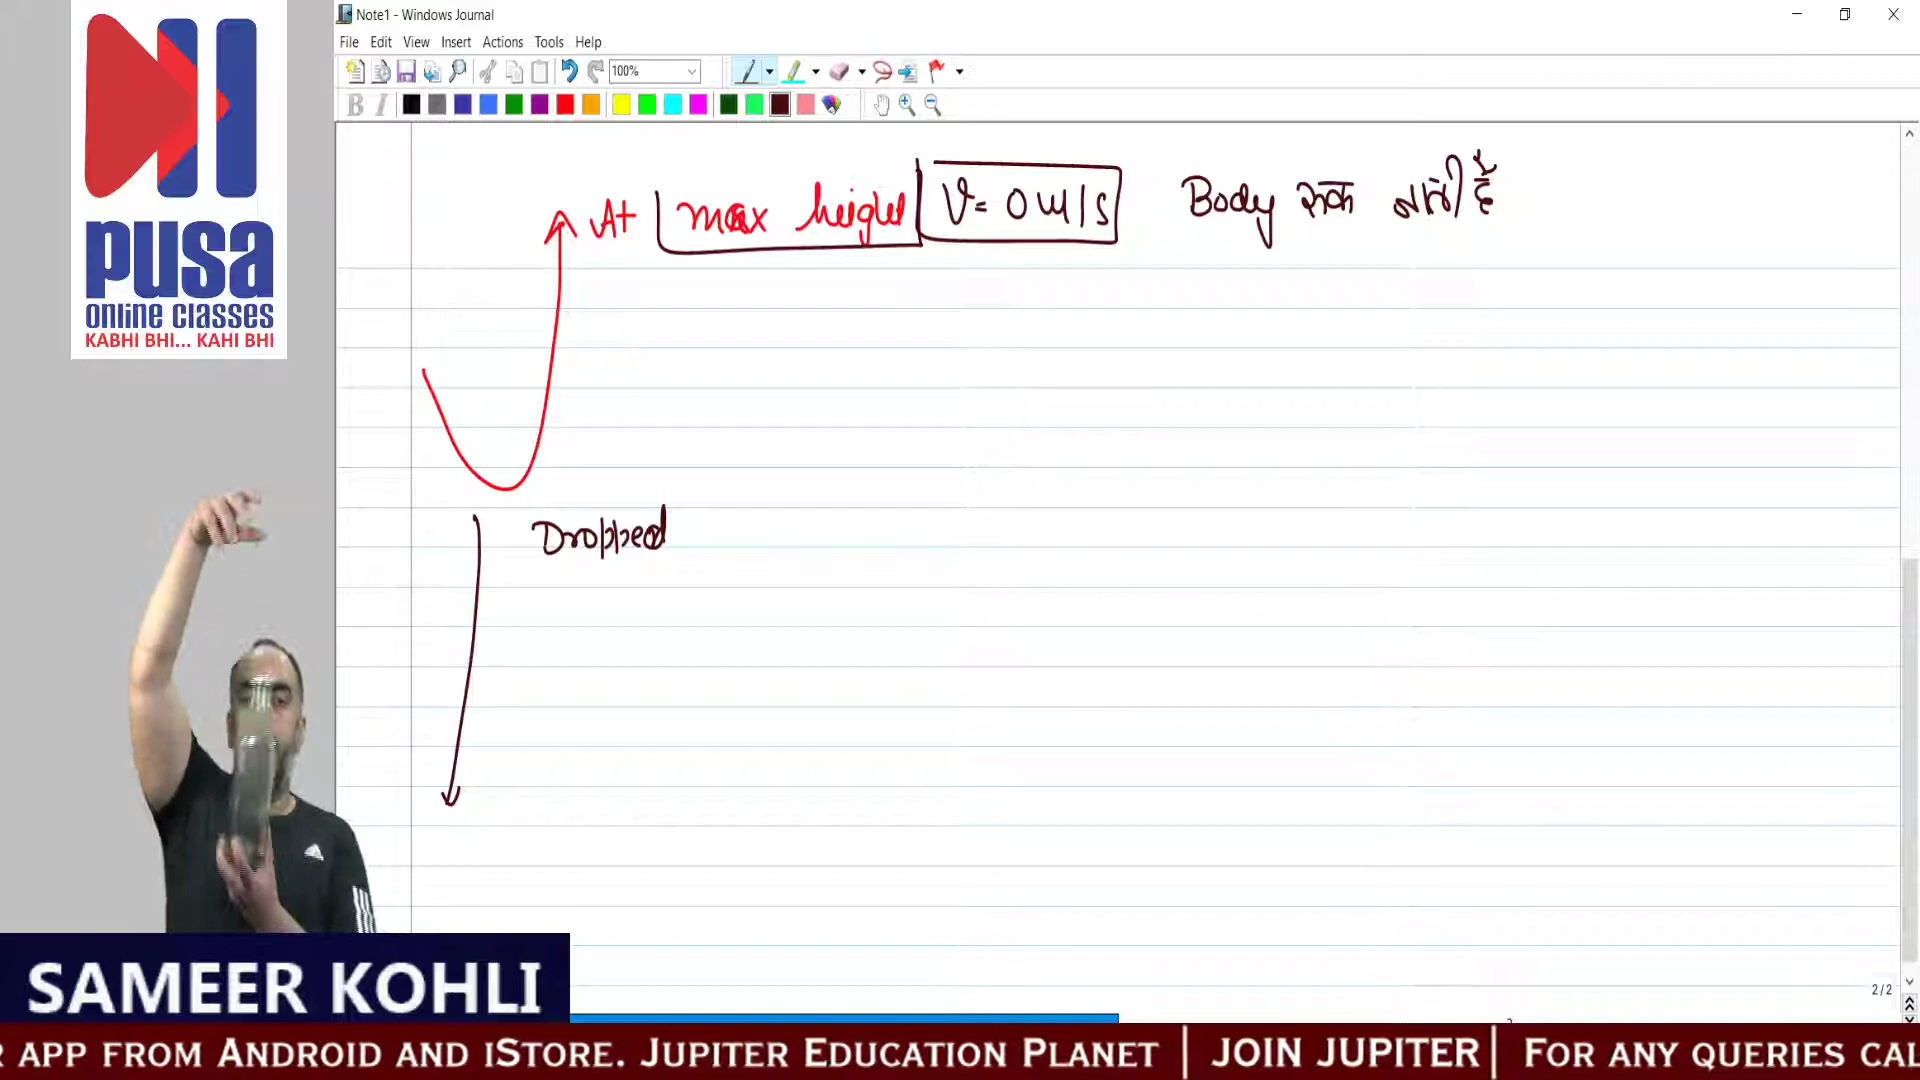 Note1 - Windows Journal
File Edit View Insert Actions Tools Help
100%
B I
PUSA
online classes
KABHI BHI... KAHI BHI
At max height V= 0 m/s Body रुक जाती है
Dropped
2 / 2
SAMEER KOHLI
R APP FROM ANDROID AND iSTORE. JUPITER EDUCATION PLANET | JOIN JUPITER | FOR ANY QUERIES CAL